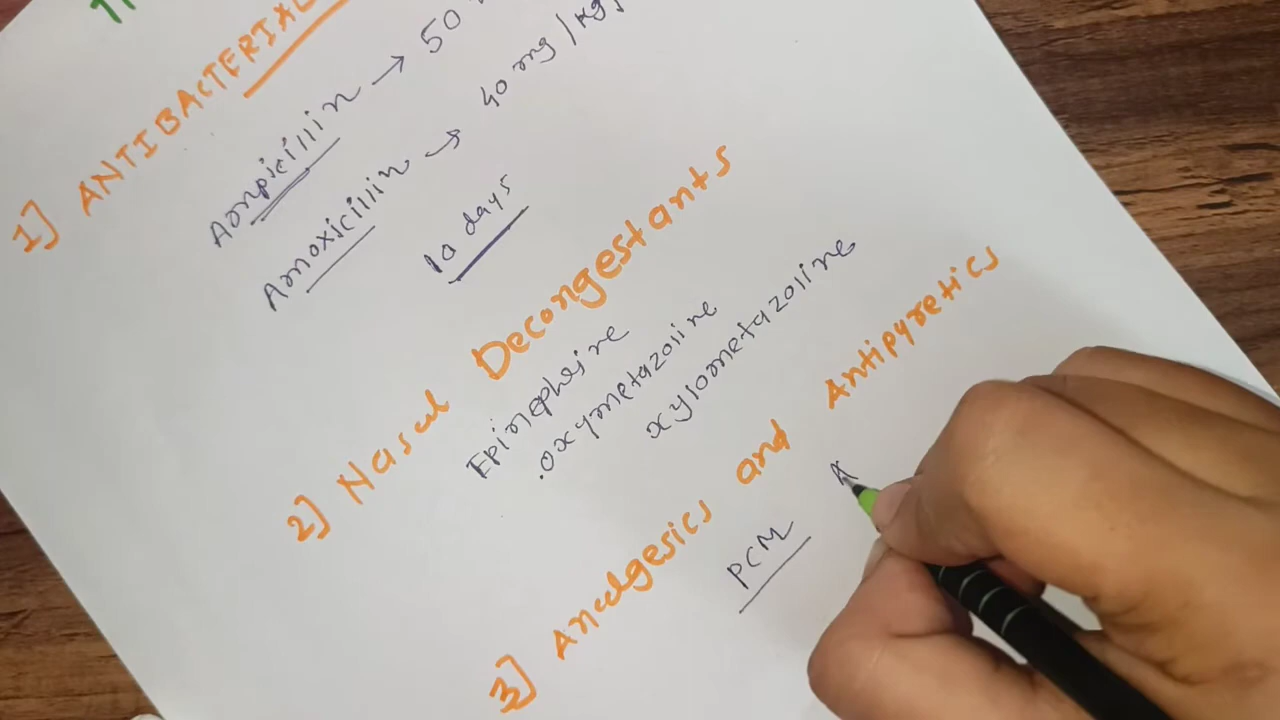 1] ANTIBACTERIAL
Ampicillin → 50
Amoxicillin → 40 mg/kg/
10 days
2] Nasal Decongestants
Epinephrine
oxymetazoline
xylometazoline
3] Analgesics and Antipyretics
PCM
A